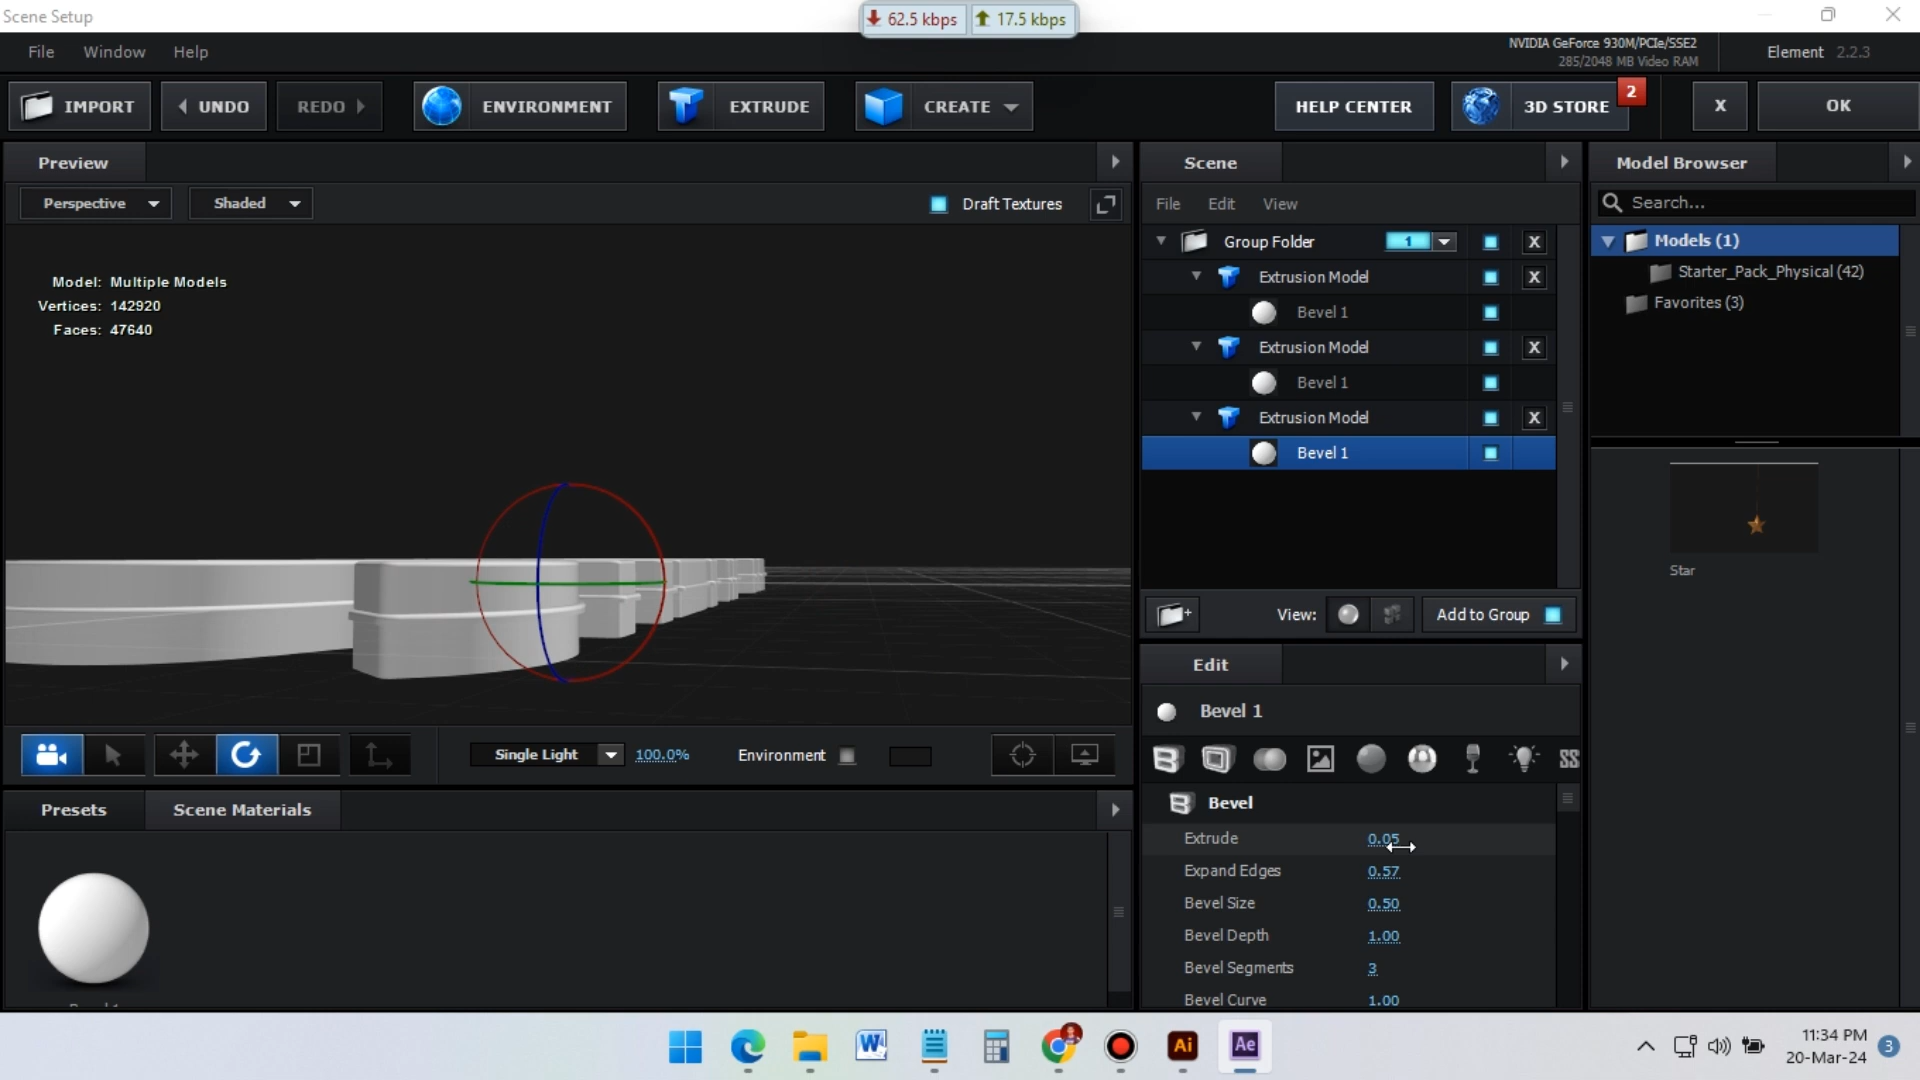 Scene Setup
62.5 kbps 17.5 kbps
File Window Help
NVIDIA GeForce 930M/PCIe/SSE2
285/2048 MB Video RAM
Element 2.2.3
IMPORT UNDO REDO ENVIRONMENT EXTRUDE CREATE HELP CENTER 3D STORE 2 X OK
Preview
Perspective Shaded Draft Textures
Model: Multiple Models
Vertices: 142920
Faces: 47640
Single Light 100.0% Environment
Presets Scene Materials
Scene
File Edit View
Group Folder 1 X
Extrusion Model X
Bevel 1
Extrusion Model X
Bevel 1
Extrusion Model X
Bevel 1
View: Add to Group
Edit
Bevel 1
SS
Bevel
Extrude 0.05
Expand Edges 0.57
Bevel Size 0.50
Bevel Depth 1.00
Bevel Segments 3
Bevel Curve 1.00
Model Browser
Search...
Models (1)
Starter_Pack_Physical (42)
Favorites (3)
Star
W Ai Ae
11:34 PM
20-Mar-24
3